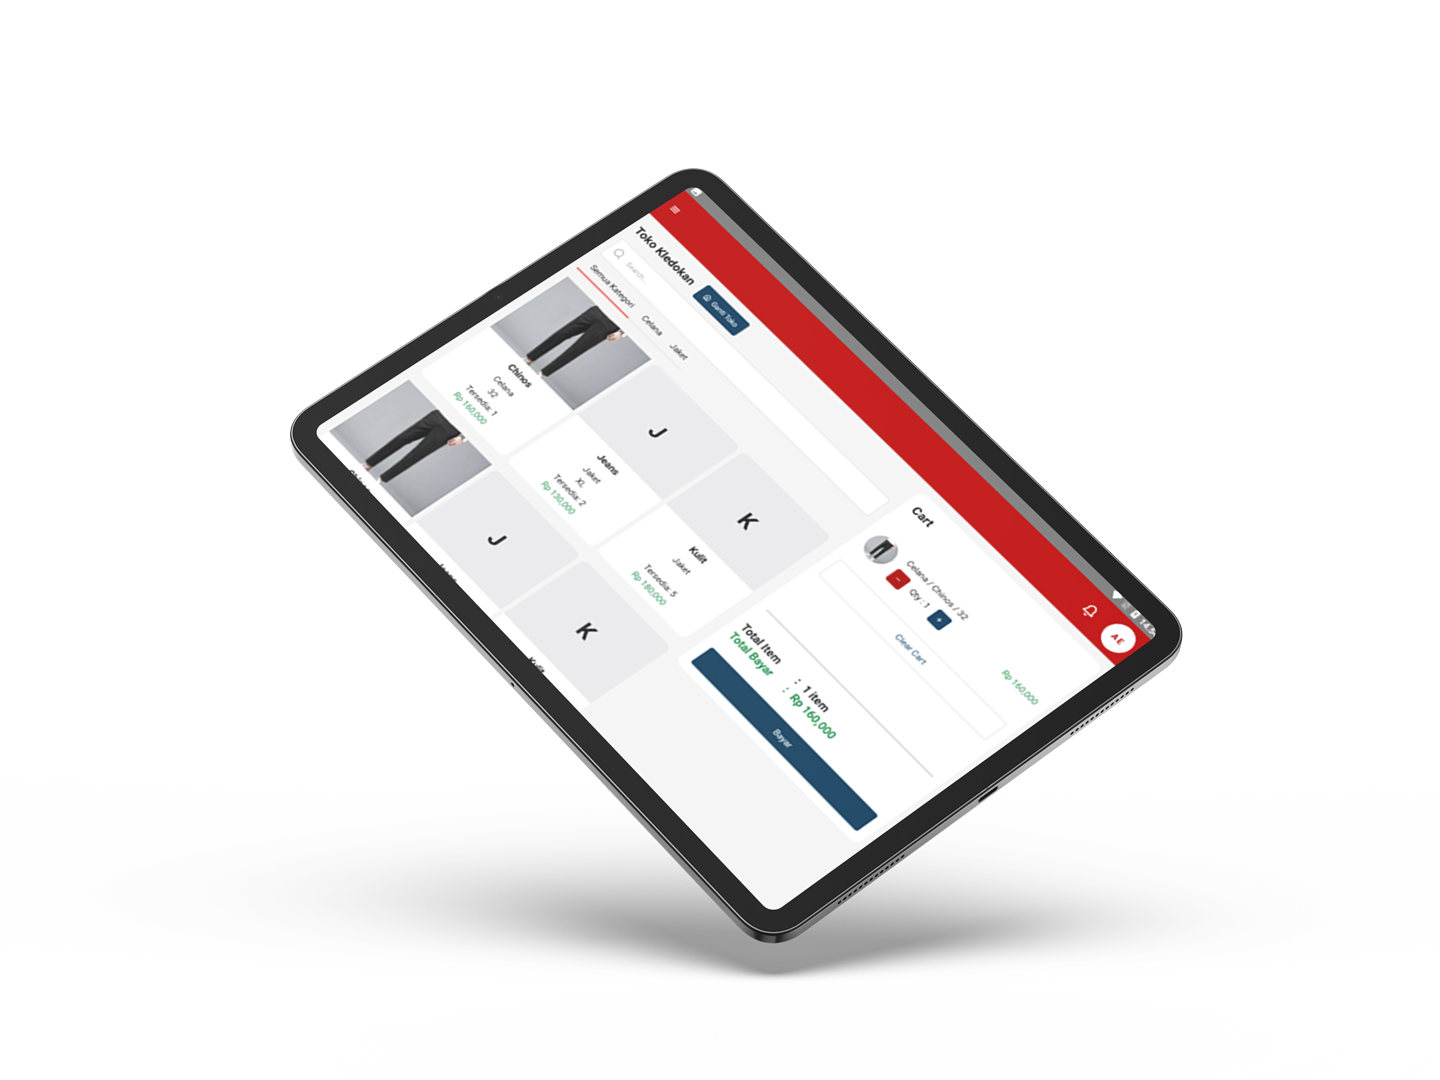 Toko Kledokan
Ganti Toko
Search...
Semua Kategori
Celana
Jaket
Chinos
Celana
32
Tersedia: 1
Rp 160,000
J
Jeans
Jaket
XL
Tersedia: 2
Rp 130,000
K
Kulit
Jaket
Tersedia: 5
Rp 180,000
J
K
Kulit
AE
Cart
Celana / Chinos / 32
- Qty : 1 +
Rp 160,000
Clear Cart
Total Item : 1 item
Total Bayar : Rp 160,000
Bayar